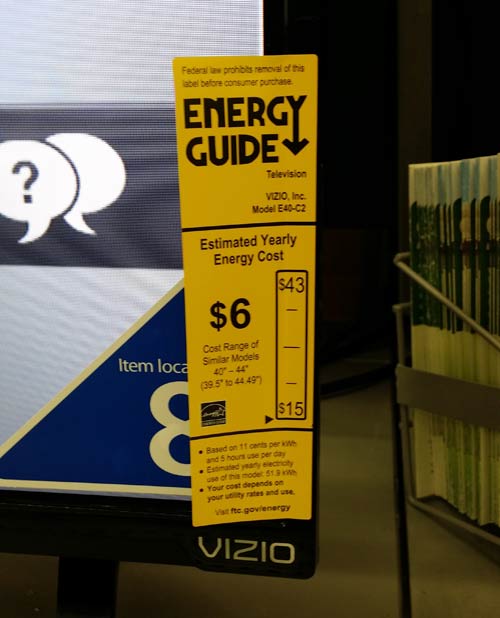 Federal law prohibits removal of this
label before consumer purchase.
ENERGY
GUIDE
Television
VIZIO, Inc.
Model E40-C2
Estimated Yearly
Energy Cost
$43
$6
Cost Range of
Similar Models
40" – 44"
(39.5" to 44.49")
$15
• Based on 11 cents per kWh
and 5 hours use per day
• Estimated yearly electricity
use of this model: 51.9 kWh
• Your cost depends on
your utility rates and use.
Visit ftc.gov/energy
?
Item loca
8
VIZIO